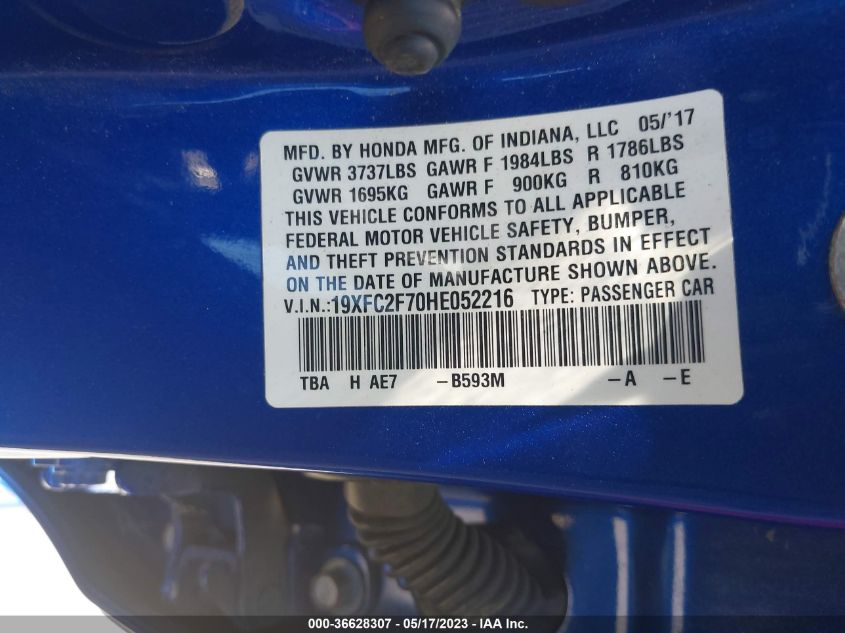 MFD. BY HONDA MFG. OF INDIANA, LLC 05/'17
GVWR 3737LBS GAWR F 1984LBS R 1786LBS
GVWR 1695KG GAWR F 900KG R 810KG
THIS VEHICLE CONFORMS TO ALL APPLICABLE
FEDERAL MOTOR VEHICLE SAFETY, BUMPER,
AND THEFT PREVENTION STANDARDS IN EFFECT
ON THE DATE OF MANUFACTURE SHOWN ABOVE.
V.I.N.:19XFC2F70HE052216 TYPE: PASSENGER CAR
TBA H AE7 -B593M -A -E
000-36628307 - 05/17/2023 - IAA Inc.